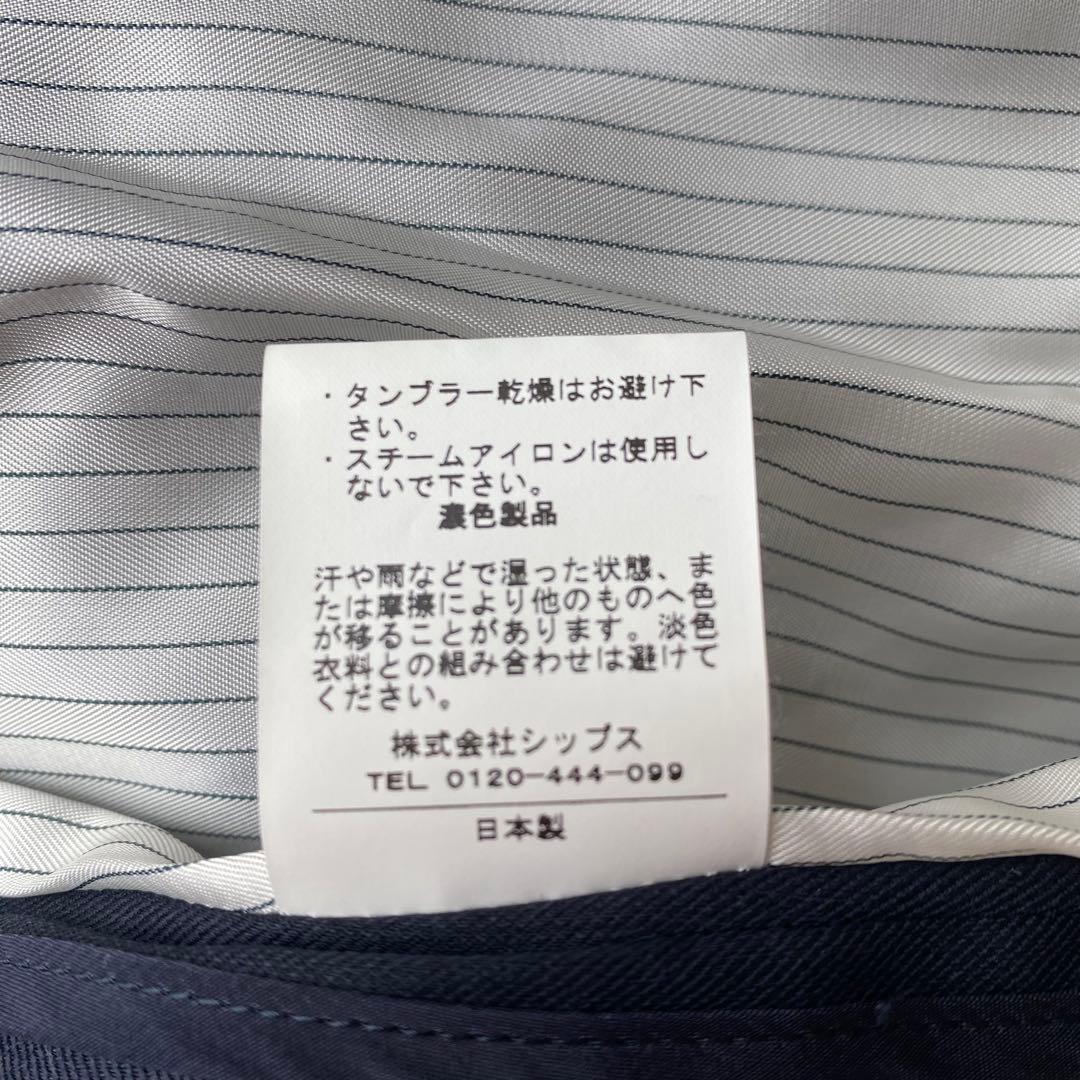 ・タンブラー乾燥はお避け下
さい。
・スチームアイロンは使用し
ないで下さい。
濃色製品
汗や雨などで湿った状態、ま
たは摩擦により他のものへ色
が移ることがあります。淡色
衣料との組み合わせは避けて
ください。
株式会社シップス
TEL 0120-444-099
日本製